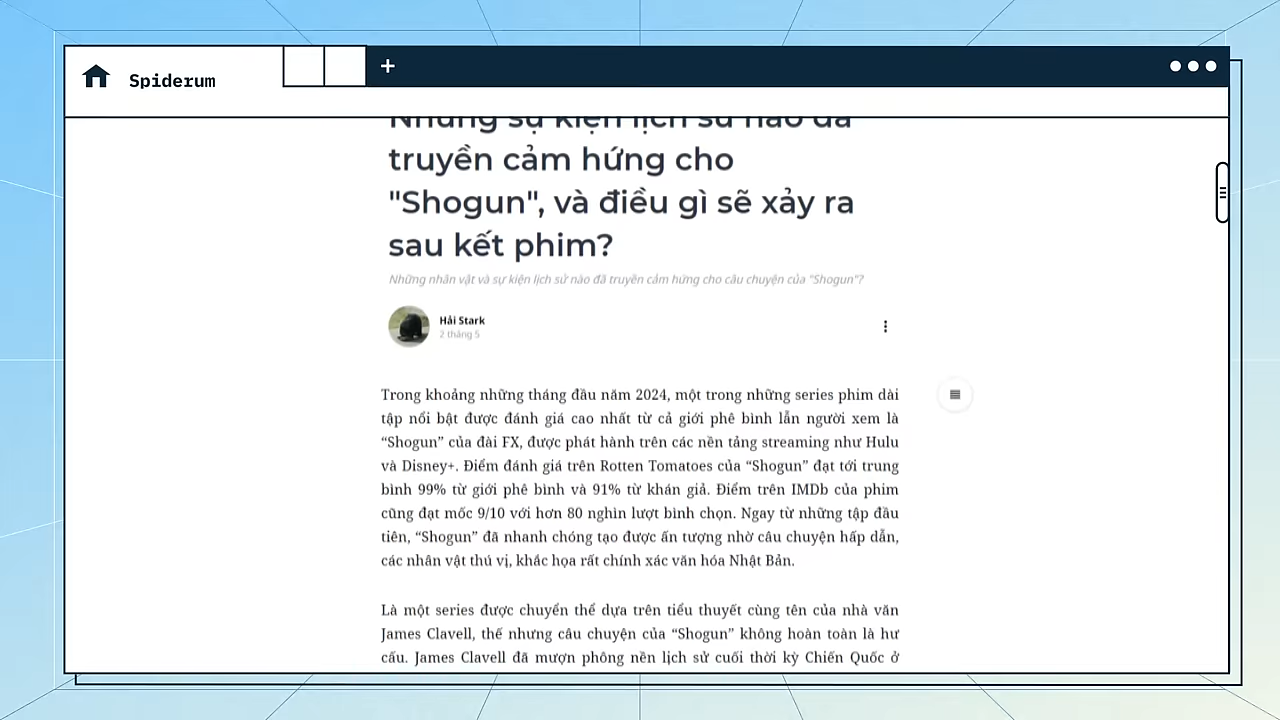 Spiderum
Những sự kiện lịch sử nào đã
truyền cảm hứng cho
"Shogun", và điều gì sẽ xảy ra
sau kết phim?
Những nhân vật và sự kiện lịch sử nào đã truyền cảm hứng cho câu chuyện của "Shogun"?
Hải Stark
2 tháng 5
Trong khoảng những tháng đầu năm 2024, một trong những series phim dài
tập nổi bật được đánh giá cao nhất từ cả giới phê bình lẫn người xem là
“Shogun” của đài FX, được phát hành trên các nền tảng streaming như Hulu
và Disney+. Điểm đánh giá trên Rotten Tomatoes của “Shogun” đạt tới trung
bình 99% từ giới phê bình và 91% từ khán giả. Điểm trên IMDb của phim
cũng đạt mốc 9/10 với hơn 80 nghìn lượt bình chọn. Ngay từ những tập đầu
tiên, “Shogun” đã nhanh chóng tạo được ấn tượng nhờ câu chuyện hấp dẫn,
các nhân vật thú vị, khắc họa rất chính xác văn hóa Nhật Bản.
Là một series được chuyển thể dựa trên tiểu thuyết cùng tên của nhà văn
James Clavell, thế nhưng câu chuyện của “Shogun” không hoàn toàn là hư
cấu. James Clavell đã mượn phông nền lịch sử cuối thời kỳ Chiến Quốc ở